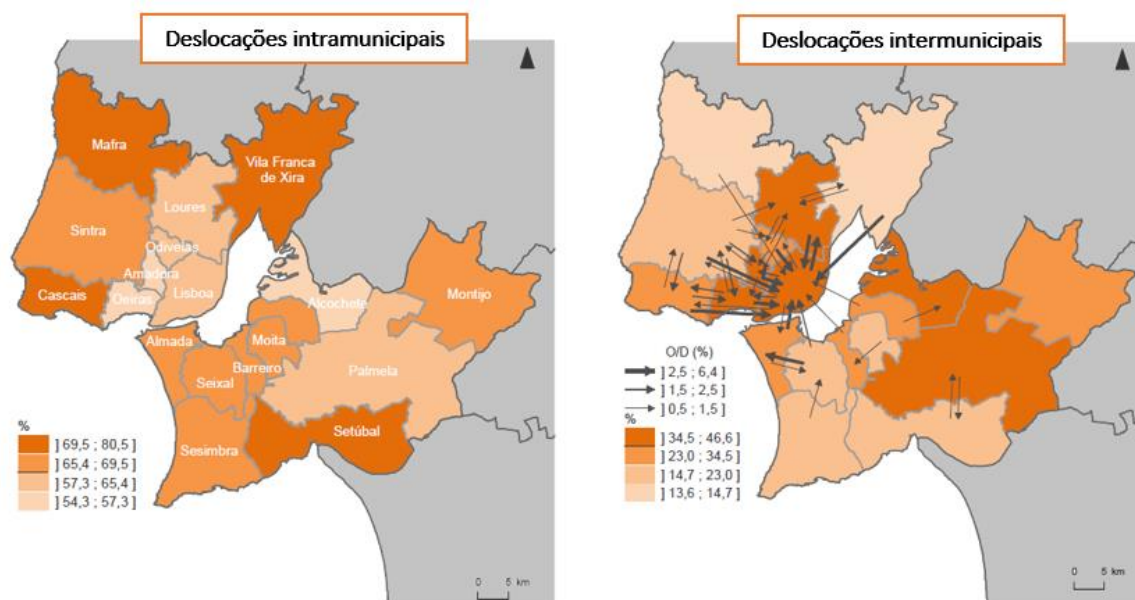 Deslocações intramunicipais
Mafra
Vila Franca
de Xira
Loures
Sintra
Odivelas
Amadora
Cascais
Oeiras
Lisboa
Alcochete
Montijo
Almada
Moita
Barreiro
Seixal
Palmela
Setúbal
Sesimbra
%
] 69,5 ; 80,5 ]
] 65,4 ; 69,5 ]
] 57,3 ; 65,4 ]
] 54,3 ; 57,3 ]
0 5 km
Deslocações intermunicipais
O/D (%)
] 2,5 ; 6,4 ]
] 1,5 ; 2,5 ]
] 0,5 ; 1,5 ]
%
] 34,5 ; 46,6 ]
] 23,0 ; 34,5 ]
] 14,7 ; 23,0 ]
] 13,6 ; 14,7 ]
0 5 km